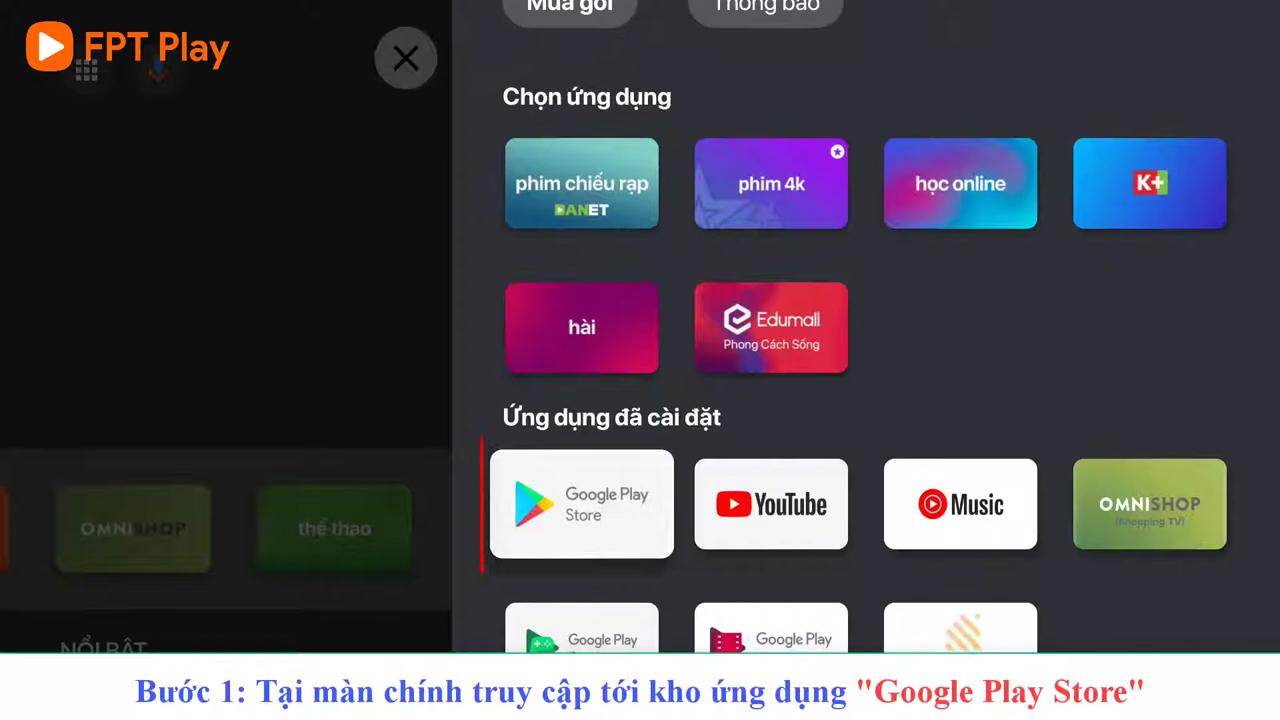 FPT Play
Mua gói
Thông báo
Chọn ứng dụng
phim chiếu rạp
DANET
phim 4k
học online
K+
hài
Edumall
Phong Cách Sống
Ứng dụng đã cài đặt
Google Play
Store
YouTube
Music
OMNISHOP
(Shopping TV)
OMNISHOP
thể thao
Google Play
Google Play
NỔI BẬT
Bước 1: Tại màn chính truy cập tới kho ứng dụng "Google Play Store"